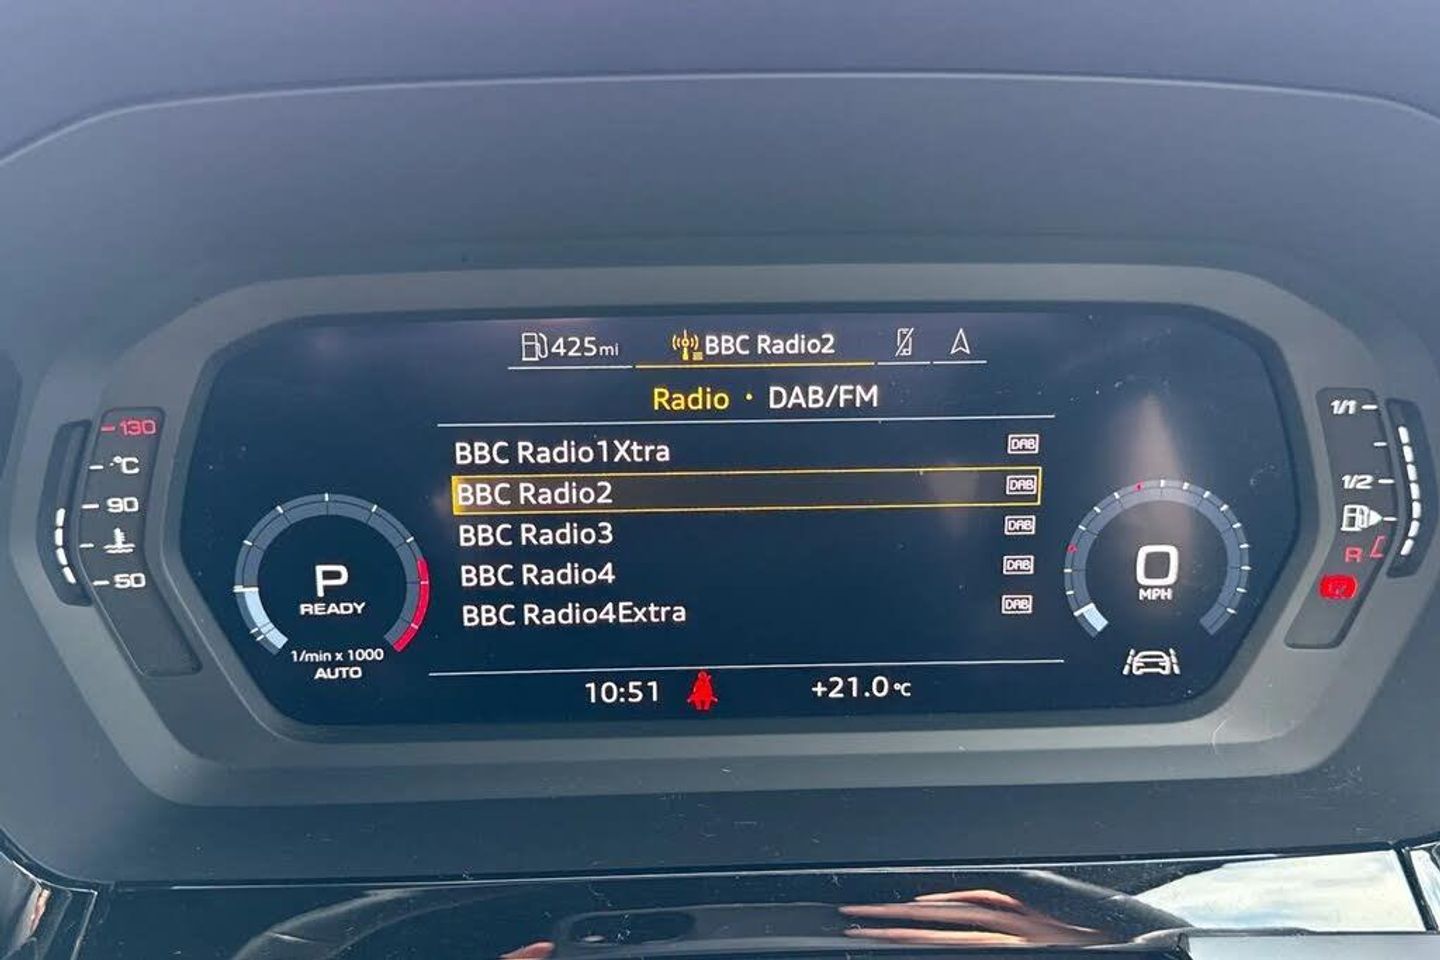 425mi BBC Radio2
Radio · DAB/FM
BBC Radio1Xtra DAB
BBC Radio2 DAB
BBC Radio3 DAB
BBC Radio4 DAB
BBC Radio4Extra DAB
10:51 +21.0°C
130
°C
90
50
P
READY
1/min x 1000
AUTO
0
MPH
1/1
1/2
R